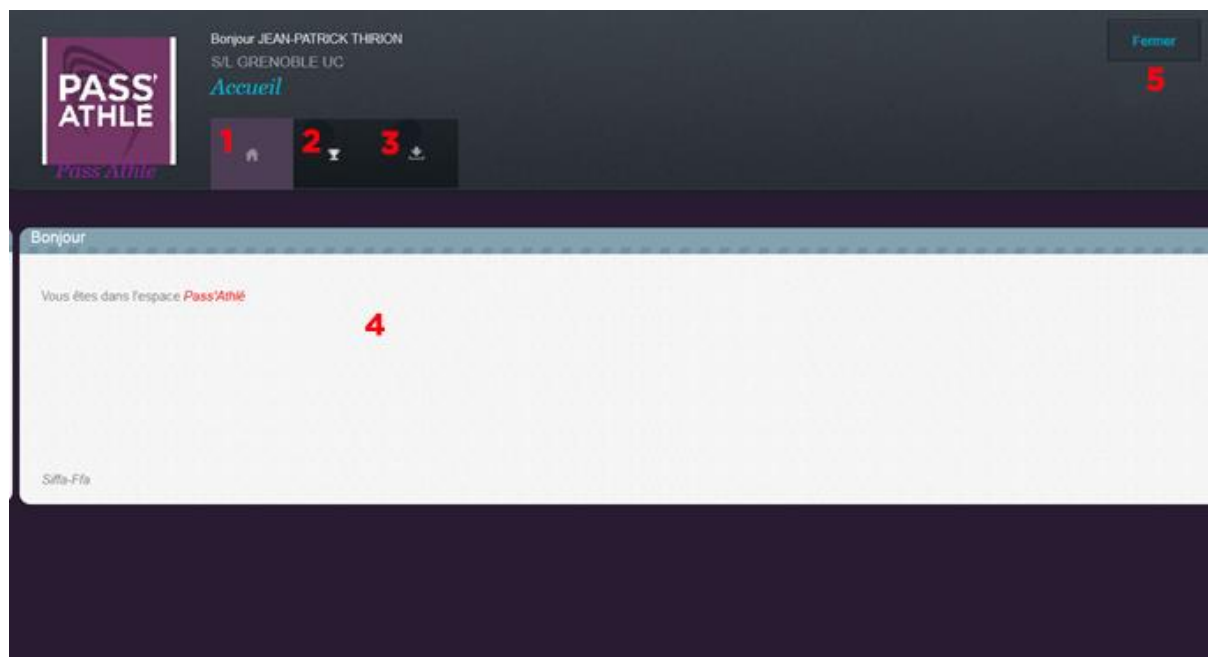 Bonjour JEAN-PATRICK THIRION
S/L GRENOBLE UC
Accueil
PASS'
ATHLÉ
Pass'Athlé
1
2
3
Fermer
5
Bonjour
Vous êtes dans l'espace Pass'Athlé
4
Siffa-Ffa